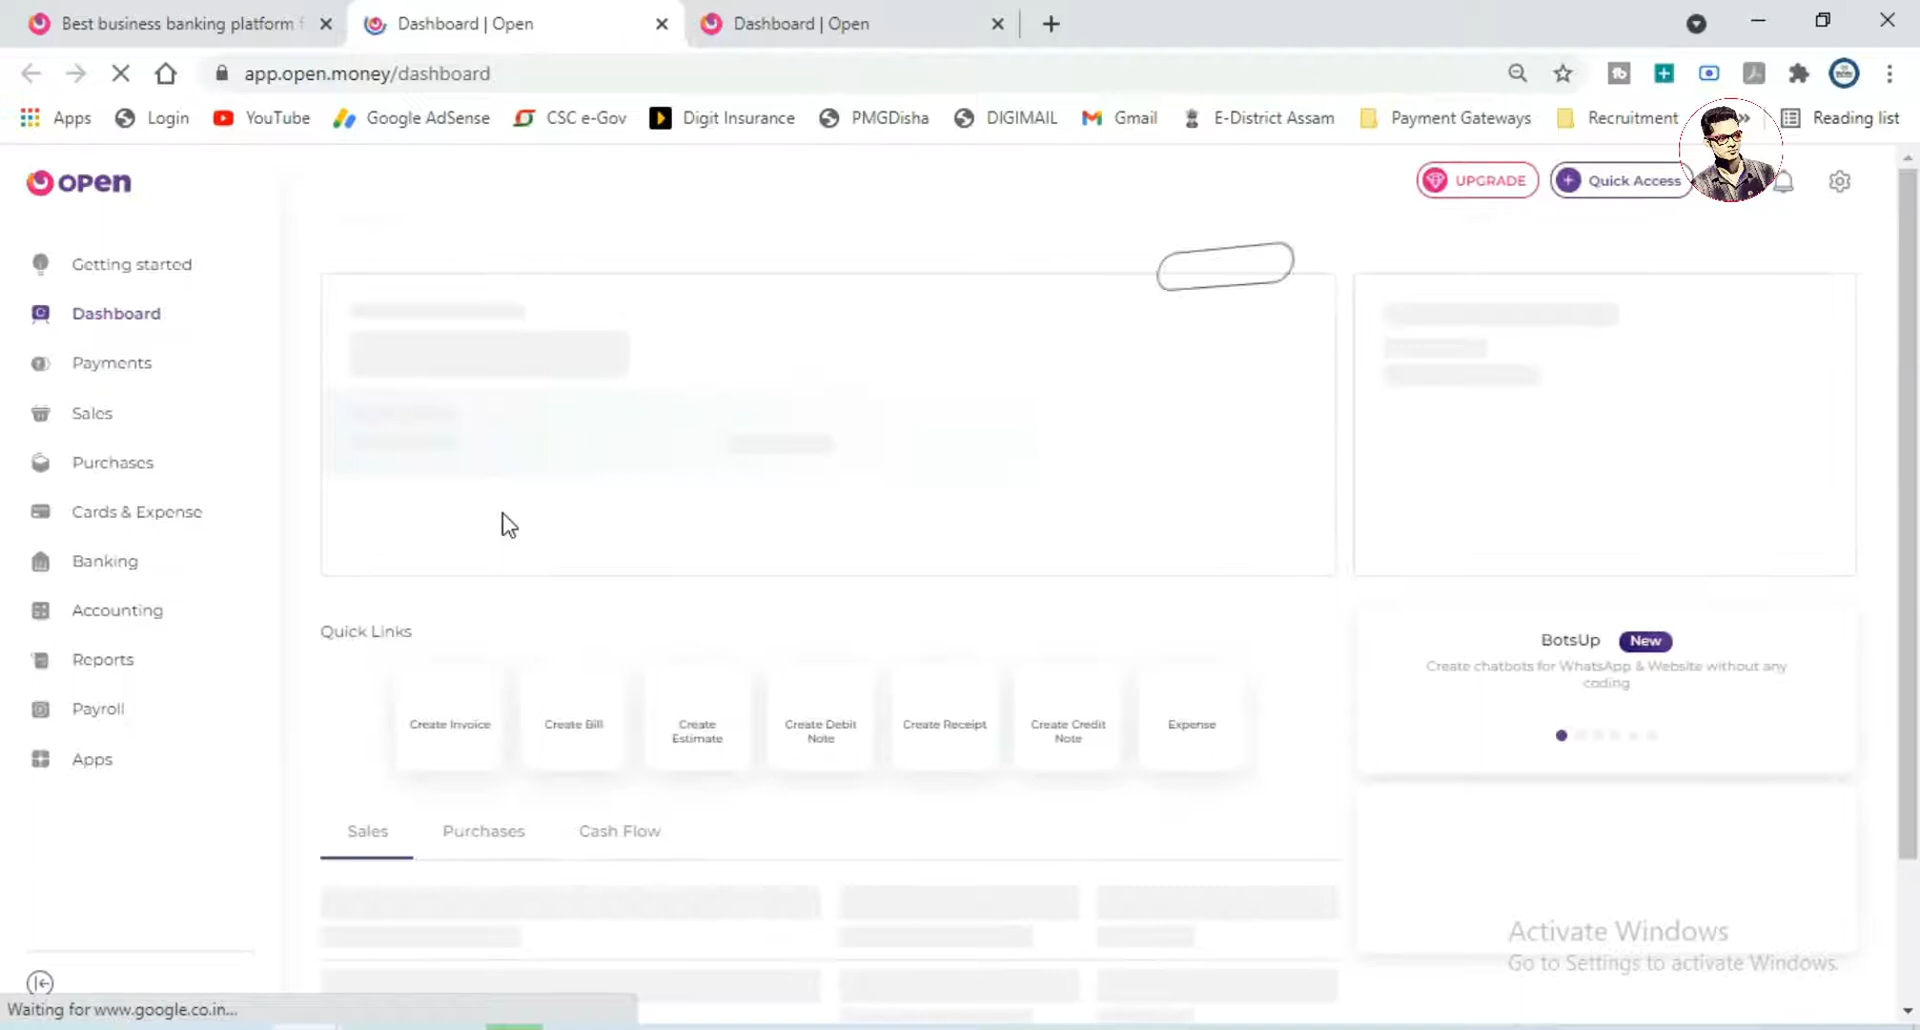 Best business banking platform f
Dashboard | Open
Dashboard | Open
app.open.money/dashboard
Apps
Login
YouTube
Google AdSense
CSC e-Gov
Digit Insurance
PMGDisha
DIGIMAIL
Gmail
E-District Assam
Payment Gateways
Recruitment
»
Reading list
OPEN
UPGRADE
Quick Access
Getting started
Dashboard
Payments
Sales
Purchases
Cards & Expense
Banking
Accounting
Reports
Payroll
Apps
Quick Links
Create Invoice
Create Bill
Create
Estimate
Create Debit
Note
Create Receipt
Create Credit
Note
Expense
BotsUp New
Create chatbots for WhatsApp & Website without any
coding
Sales
Purchases
Cash Flow
Activate Windows
Go to Settings to activate Windows.
Waiting for www.google.co.in...